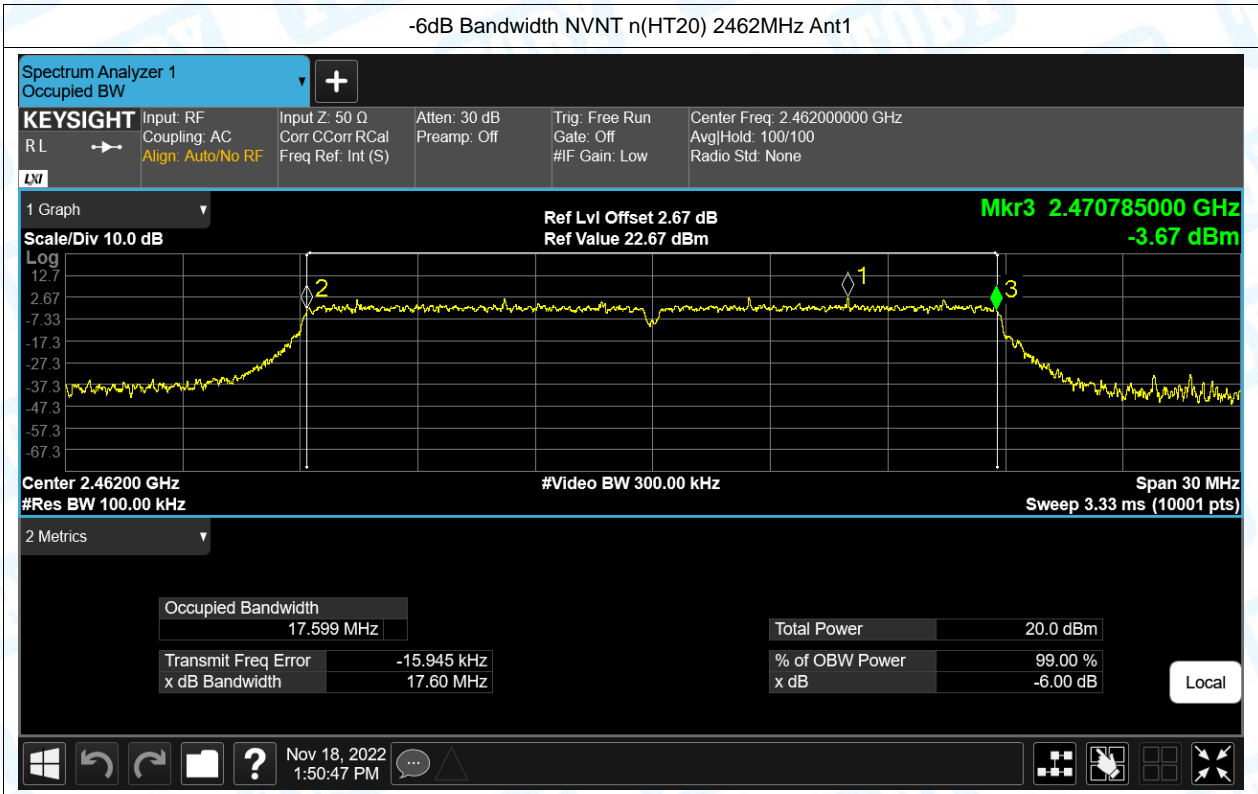 -6dB Bandwidth NVNT n(HT20) 2462MHz Ant1
Spectrum Analyzer 1
Occupied BW
+
KEYSIGHT Input: RF Input Z: 50 Ω Atten: 30 dB Trig: Free Run Center Freq: 2.462000000 GHz
RL Coupling: AC Corr CCorr RCal Preamp: Off Gate: Off Avg|Hold: 100/100
Align: Auto/No RF Freq Ref: Int (S) #IF Gain: Low Radio Std: None
LXI
1 Graph Ref Lvl Offset 2.67 dB Mkr3 2.470785000 GHz
Scale/Div 10.0 dB Ref Value 22.67 dBm -3.67 dBm
Log
12.7
2.67
-7.33
-17.3
-27.3
-37.3
-47.3
-57.3
-67.3
2
1
3
Center 2.46200 GHz #Video BW 300.00 kHz Span 30 MHz
#Res BW 100.00 kHz Sweep 3.33 ms (10001 pts)
2 Metrics
Occupied Bandwidth
17.599 MHz Total Power 20.0 dBm
Transmit Freq Error -15.945 kHz % of OBW Power 99.00 %
x dB Bandwidth 17.60 MHz x dB -6.00 dB
Local
? Nov 18, 2022
1:50:47 PM